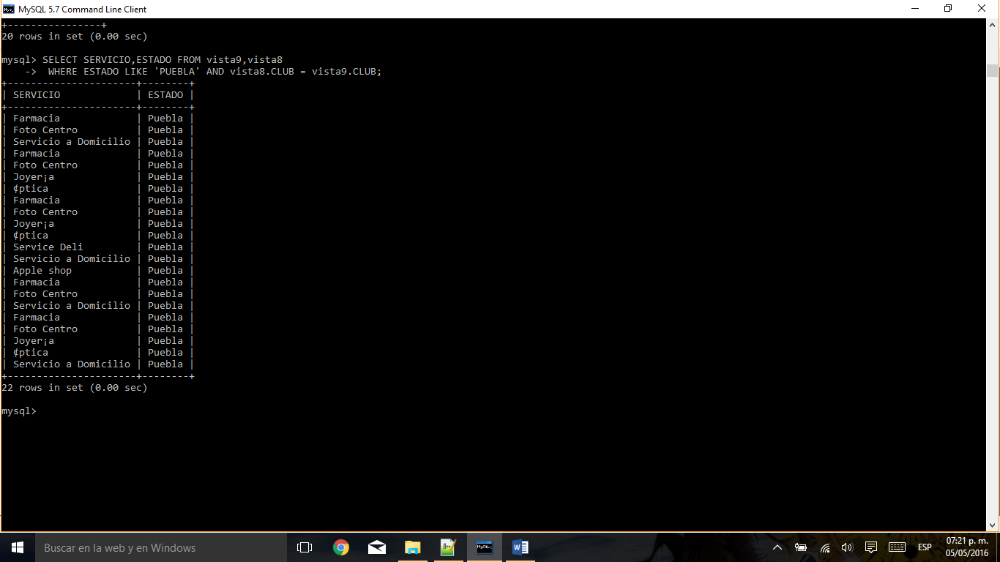 MySQL 5.7 Command Line Client
+----------------+
20 rows in set (0.00 sec)
mysql> SELECT SERVICIO,ESTADO FROM vista9,vista8
    ->  WHERE ESTADO LIKE 'PUEBLA' AND vista8.CLUB = vista9.CLUB;
+----------------------+--------+
| SERVICIO             | ESTADO |
+----------------------+--------+
| Farmacia             | Puebla |
| Foto Centro          | Puebla |
| Servicio a Domicilio | Puebla |
| Farmacia             | Puebla |
| Foto Centro          | Puebla |
| Joyer¡a              | Puebla |
| ¢ptica               | Puebla |
| Farmacia             | Puebla |
| Foto Centro          | Puebla |
| Joyer¡a              | Puebla |
| ¢ptica               | Puebla |
| Service Deli         | Puebla |
| Servicio a Domicilio | Puebla |
| Apple shop           | Puebla |
| Farmacia             | Puebla |
| Foto Centro          | Puebla |
| Servicio a Domicilio | Puebla |
| Farmacia             | Puebla |
| Foto Centro          | Puebla |
| Joyer¡a              | Puebla |
| ¢ptica               | Puebla |
| Servicio a Domicilio | Puebla |
+----------------------+--------+
22 rows in set (0.00 sec)
mysql>
Buscar en la web y en Windows
ESP
07:21 p. m.
05/05/2016